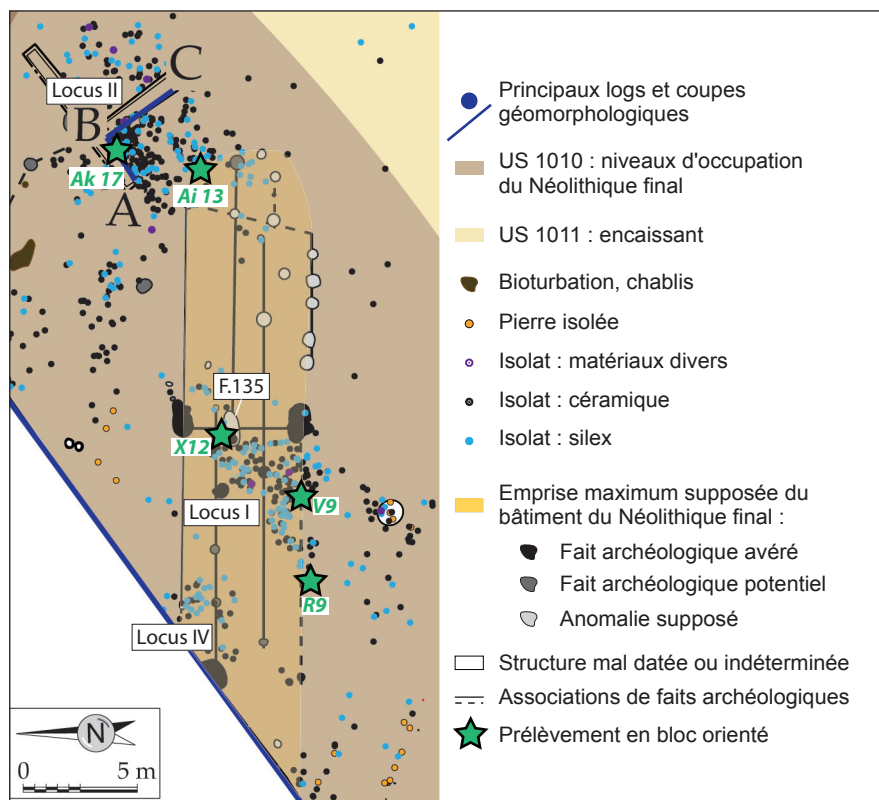 Locus II
C
B
Ak 17
Ai 13
A
F.135
X12
Locus I
V9
R9
Locus IV
N
0 5 m
Principaux logs et coupes
géomorphologiques
US 1010 : niveaux d'occupation
du Néolithique final
US 1011 : encaissant
Bioturbation, chablis
Pierre isolée
Isolat : matériaux divers
Isolat : céramique
Isolat : silex
Emprise maximum supposée du
bâtiment du Néolithique final :
Fait archéologique avéré
Fait archéologique potentiel
Anomalie supposé
Structure mal datée ou indéterminée
Associations de faits archéologiques
Prélèvement en bloc orienté